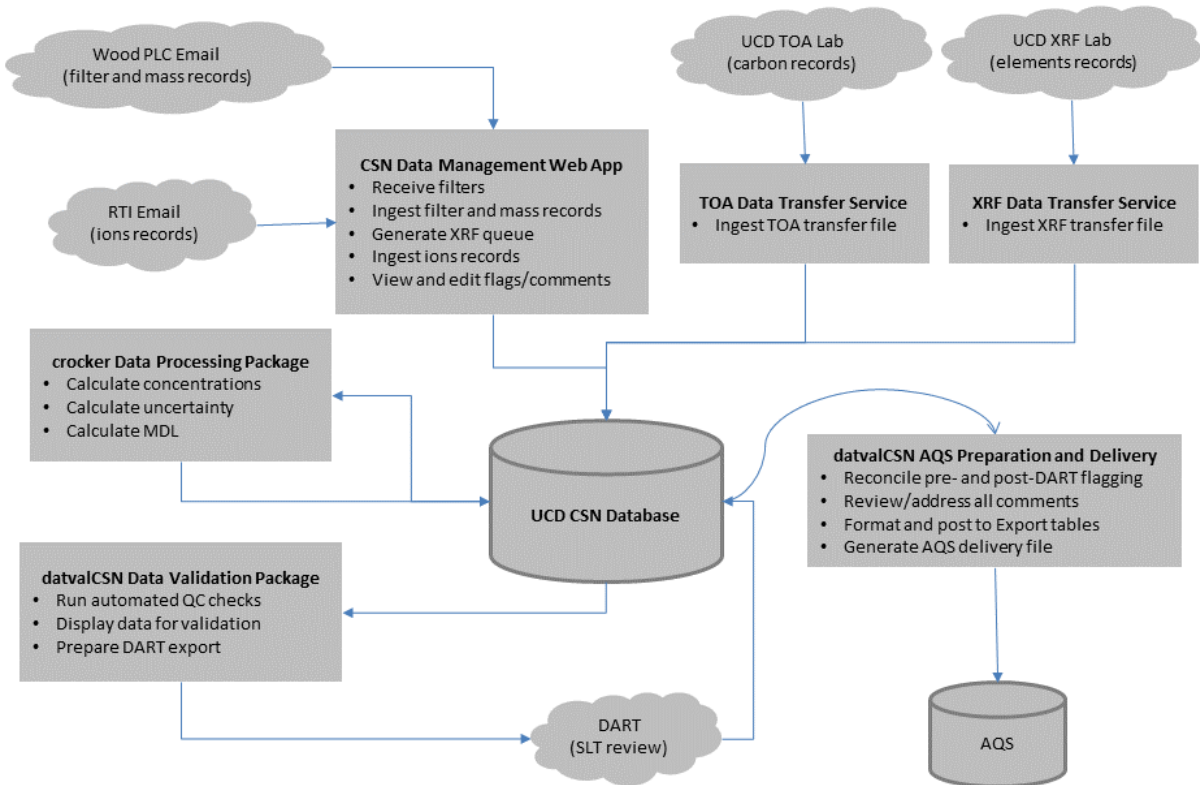 Wood PLC Email
(filter and mass records)
UCD TOA Lab
(carbon records)
UCD XRF Lab
(elements records)
CSN Data Management Web App
• Receive filters
• Ingest filter and mass records
• Generate XRF queue
• Ingest ions records
• View and edit flags/comments
RTI Email
(ions records)
TOA Data Transfer Service
• Ingest TOA transfer file
XRF Data Transfer Service
• Ingest XRF transfer file
crocker Data Processing Package
• Calculate concentrations
• Calculate uncertainty
• Calculate MDL
UCD CSN Database
datvalCSN AQS Preparation and Delivery
• Reconcile pre- and post-DART flagging
• Review/address all comments
• Format and post to Export tables
• Generate AQS delivery file
datvalCSN Data Validation Package
• Run automated QC checks
• Display data for validation
• Prepare DART export
DART
(SLT review)
AQS